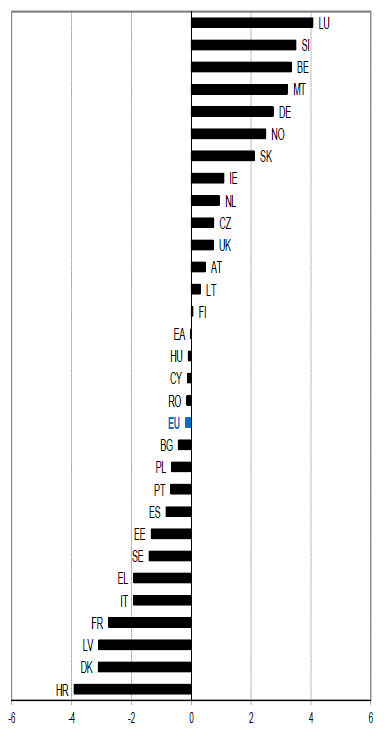 LU
SI
BE
MT
DE
NO
SK
IE
NL
CZ
UK
AT
LT
FI
EA
HU
CY
RO
EU
BG
PL
PT
ES
EE
SE
EL
IT
FR
LV
DK
HR
-6 -4 -2 0 2 4 6